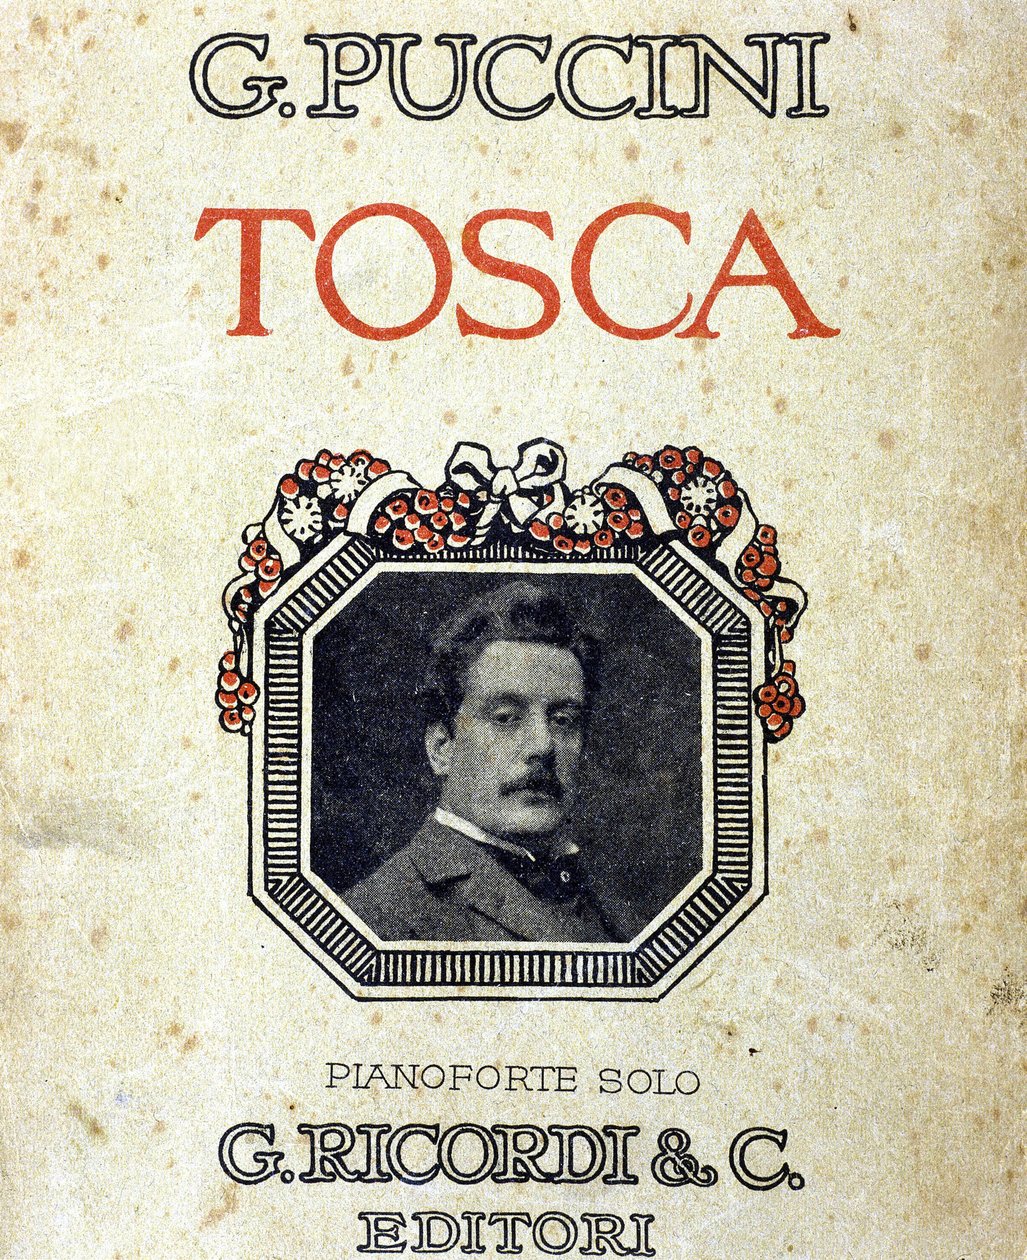 G. PUCCINI
TOSCA
PIANOFORTE SOLO
G. RICORDI & C.
EDITORI